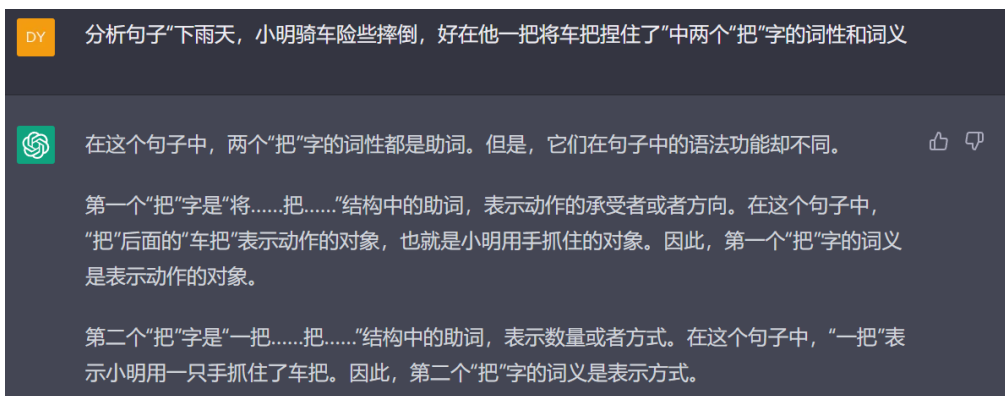 DY
分析句子“下雨天，小明骑车险些摔倒，好在他一把将车把捏住了”中两个“把”字的词性和词义
在这个句子中，两个“把”字的词性都是助词。但是，它们在句子中的语法功能却不同。
第一个“把”字是“将......把......”结构中的助词，表示动作的承受者或者方向。在这个句子中，
“把”后面的“车把”表示动作的对象，也就是小明用手抓住的对象。因此，第一个“把”字的词义
是表示动作的对象。
第二个“把”字是“一把......把......”结构中的助词，表示数量或者方式。在这个句子中，“一把”表
示小明用一只手抓住了车把。因此，第二个“把”字的词义是表示方式。